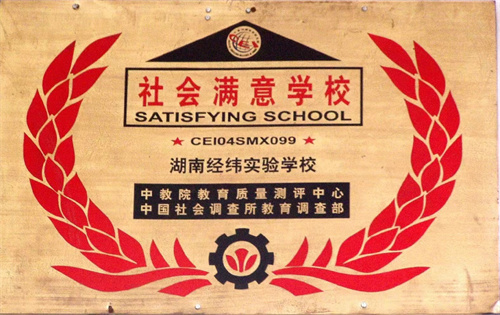 社会满意学校
SATISFYING SCHOOL
★ CEI04SMX099 ★
湖南经纬实验学校
中教院教育质量测评中心
中国社会调查所教育调查部